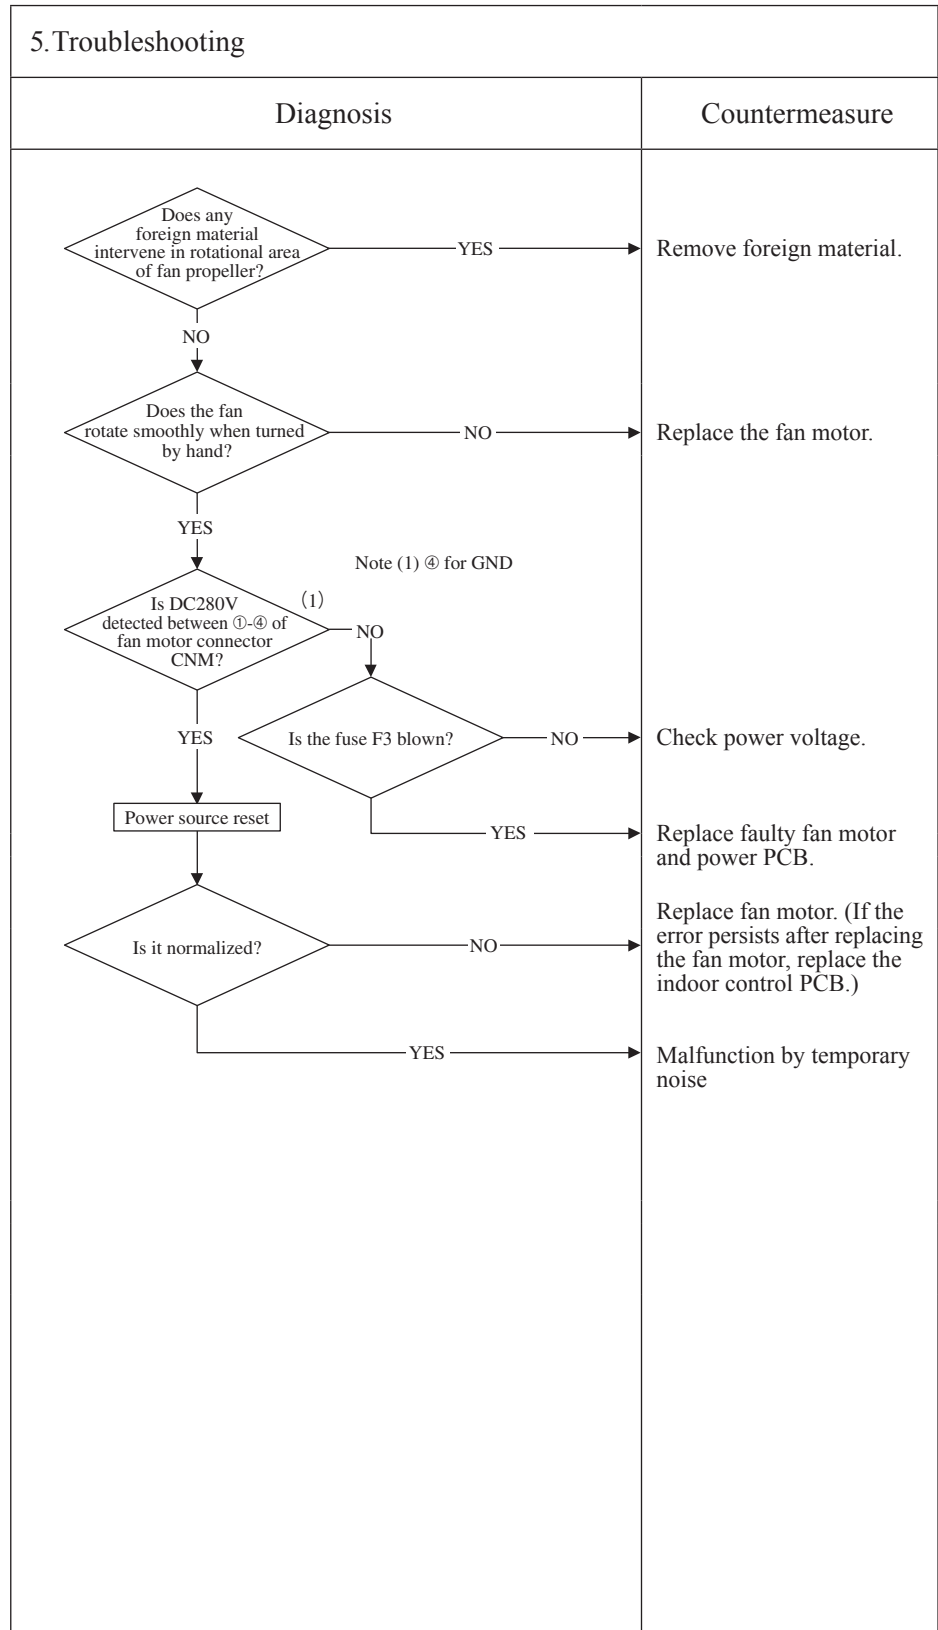 5.Troubleshooting
Diagnosis
Countermeasure
Does any
foreign material
intervene in rotational area
of fan propeller?
YES
Remove foreign material.
NO
Does the fan
rotate smoothly when turned
by hand?
NO
Replace the fan motor.
YES
Note (1) ④ for GND
Is DC280V
detected between ①-④ of
fan motor connector
CNM?
(1)
NO
YES
Is the fuse F3 blown?
NO
Check power voltage.
YES
Replace faulty fan motor
and power PCB.
Power source reset
Is it normalized?
NO
Replace fan motor. (If the
error persists after replacing
the fan motor, replace the
indoor control PCB.)
YES
Malfunction by temporary
noise